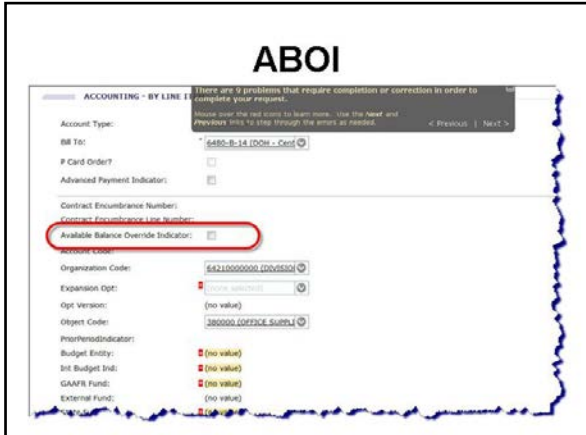 ABOI
ACCOUNTING - BY LINE
There are 9 problems that require completion or correction in order to
complete your request.
Mouse over the red icons to learn more. Use the Next and
Previous links to step through the errors as needed.
< Previous | Next >
Account Type:
Bill To: * 6480-B-14 (DOH - Cent
P Card Order?
Advanced Payment Indicator:
Contract Encumbrance Number:
Contract Encumbrance Line Number:
Available Balance Override Indicator:
Account Code:
Organization Code: 64210000000 (DIVISIO
Expansion Opt: * (none selected)
Opt Version: (no value)
Object Code: 380000 (OFFICE SUPPLI
PriorPeriodIndicator:
Budget Entity: * (no value)
Int Budget Ind: * (no value)
GAAFR Fund: * (no value)
External Fund: (no value)